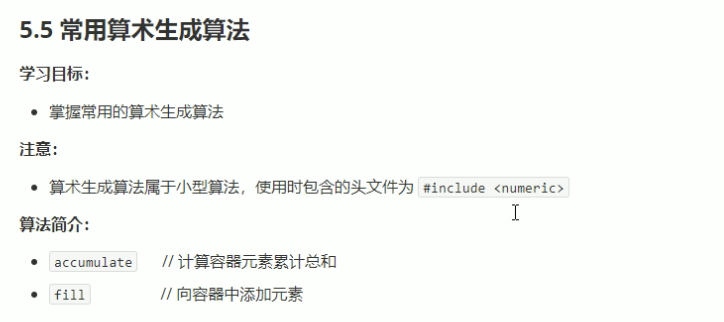 5.5 常用算术生成算法
学习目标：
• 掌握常用的算术生成算法
注意：
• 算术生成算法属于小型算法，使用时包含的头文件为 #include <numeric>
算法简介：
• accumulate // 计算容器元素累计总和
• fill // 向容器中添加元素